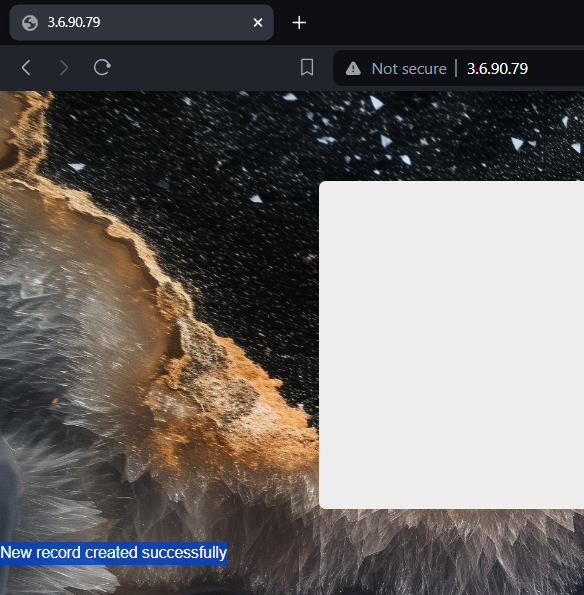 3.6.90.79
Not secure | 3.6.90.79
New record created successfully